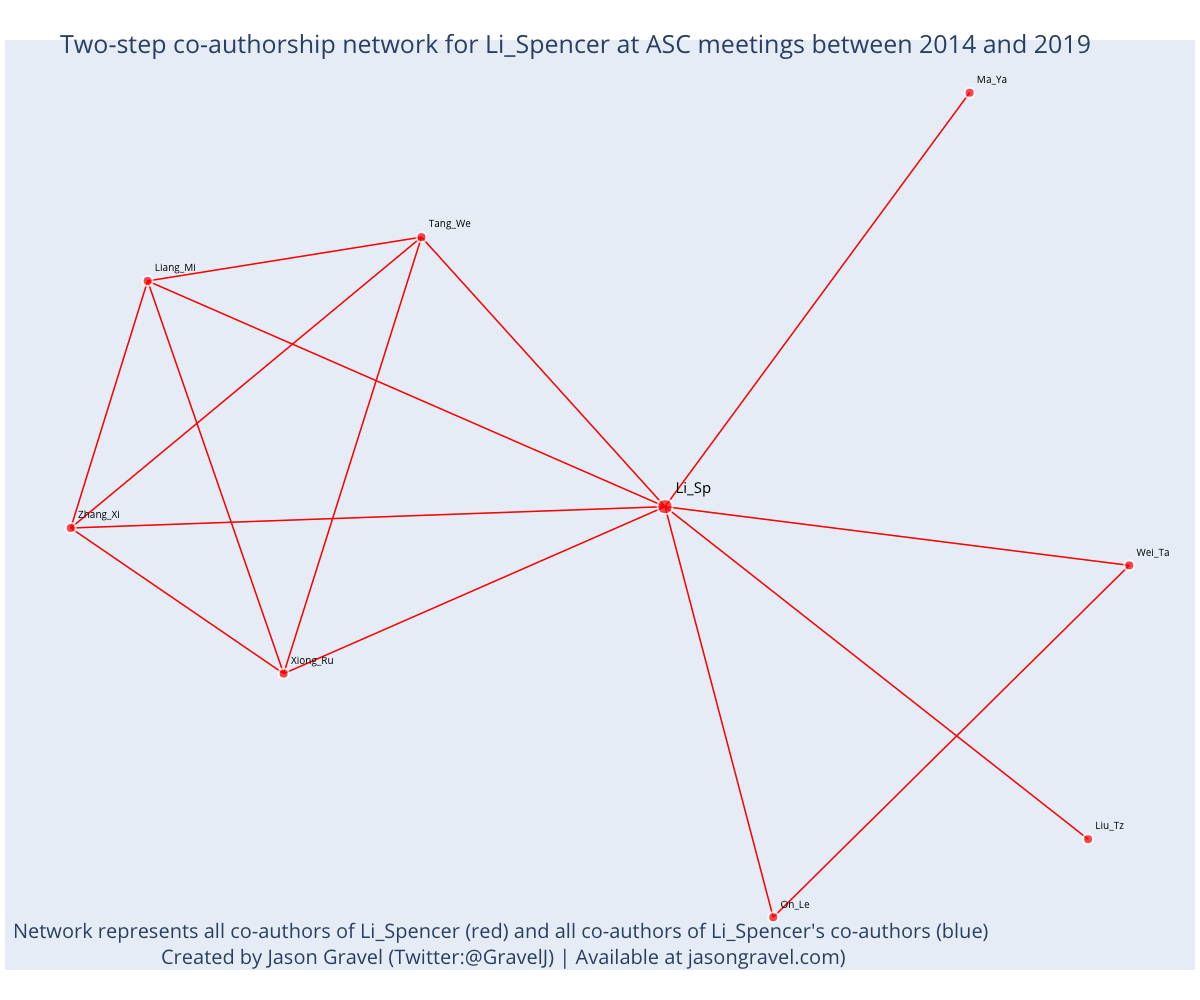 Two-step co-authorship network for Li_Spencer at ASC meetings between 2014 and 2019
Ma_Ya
Tang_We
Liang_Mi
Li_Sp
Zhang_Xi
Wei_Ta
Xiong_Ru
Liu_Tz
On_Le
Network represents all co-authors of Li_Spencer (red) and all co-authors of Li_Spencer's co-authors (blue)
Created by Jason Gravel (Twitter:@GravelJ) | Available at jasongravel.com)